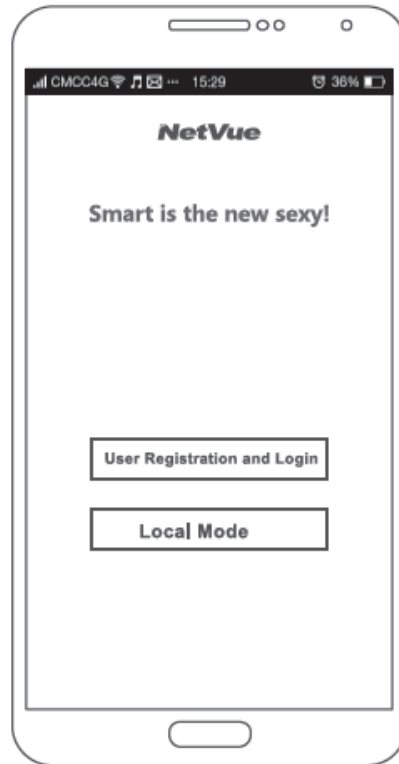 CMCC4G ··· 15:29 36%
NetVue
Smart is the new sexy!
User Registration and Login
Local Mode